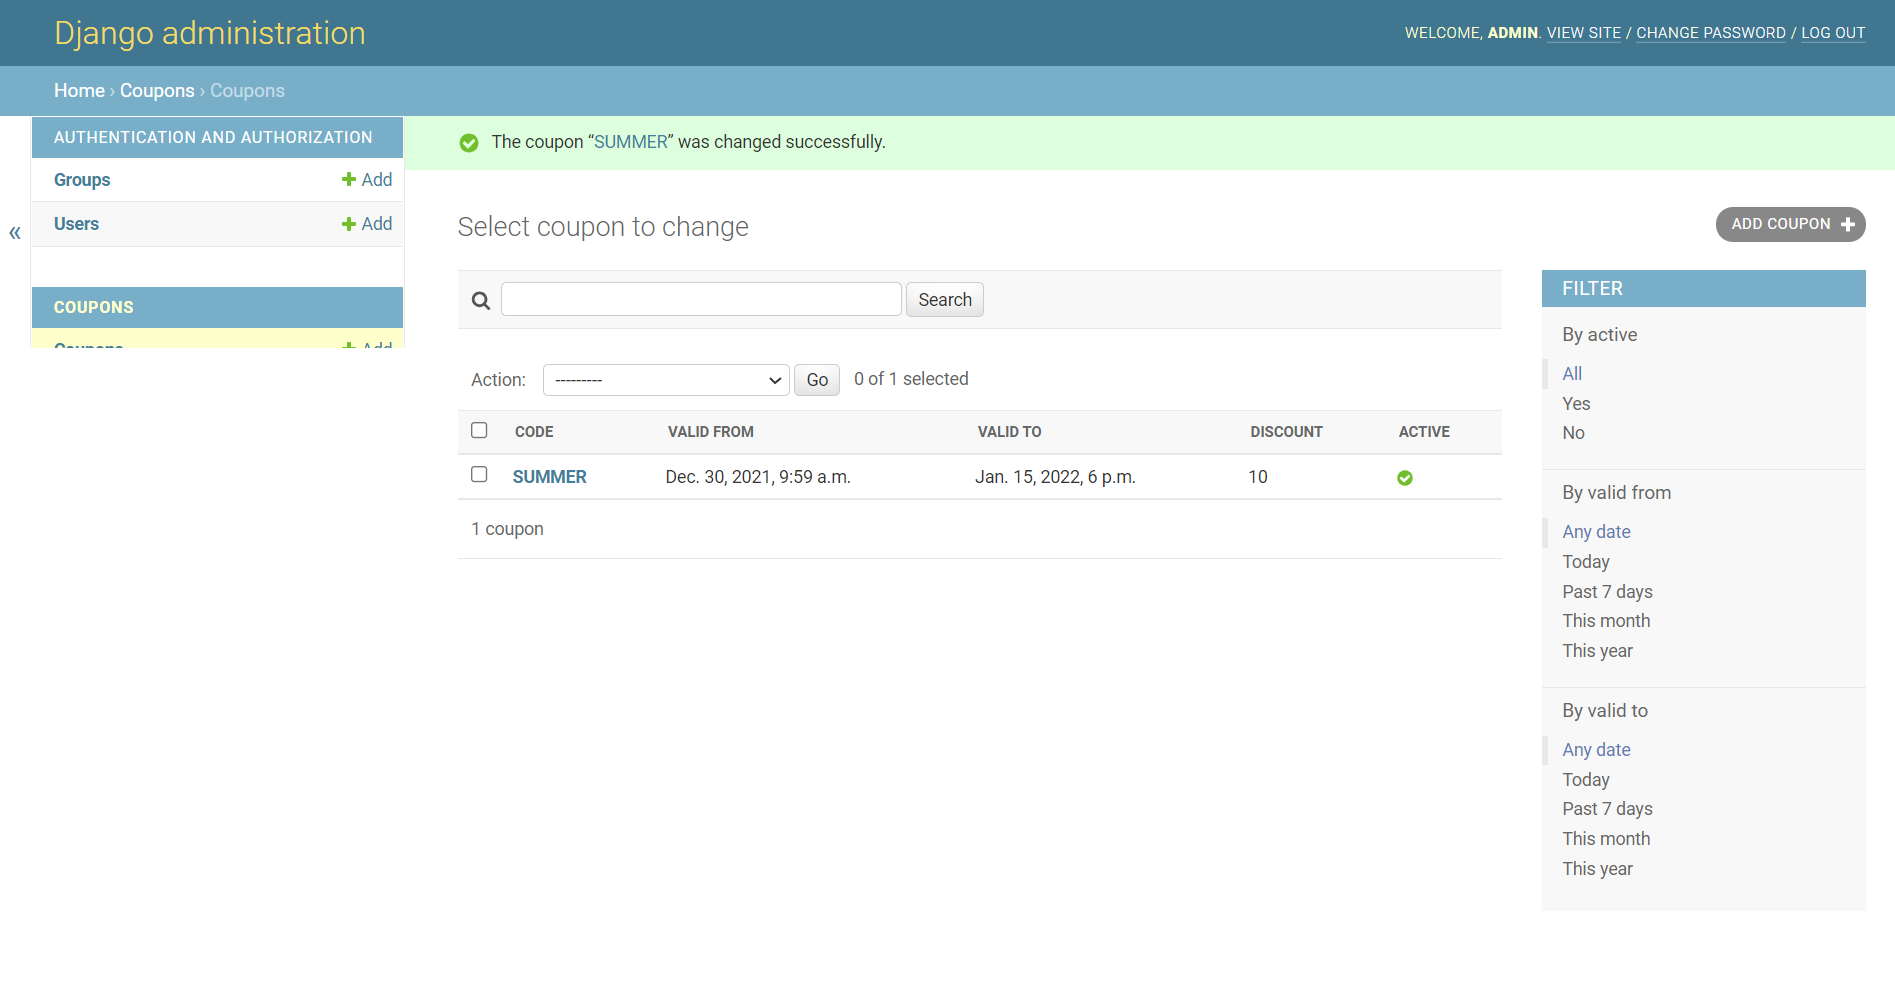 Django administration
WELCOME, ADMIN. VIEW SITE / CHANGE PASSWORD / LOG OUT
Home › Coupons › Coupons
«
AUTHENTICATION AND AUTHORIZATION
Groups Add
Users Add
COUPONS
Coupons Add
The coupon “SUMMER” was changed successfully.
Select coupon to change
ADD COUPON
Search
Action: --------- Go 0 of 1 selected
CODE VALID FROM VALID TO DISCOUNT ACTIVE
SUMMER Dec. 30, 2021, 9:59 a.m. Jan. 15, 2022, 6 p.m. 10
1 coupon
FILTER
By active
All
Yes
No
By valid from
Any date
Today
Past 7 days
This month
This year
By valid to
Any date
Today
Past 7 days
This month
This year